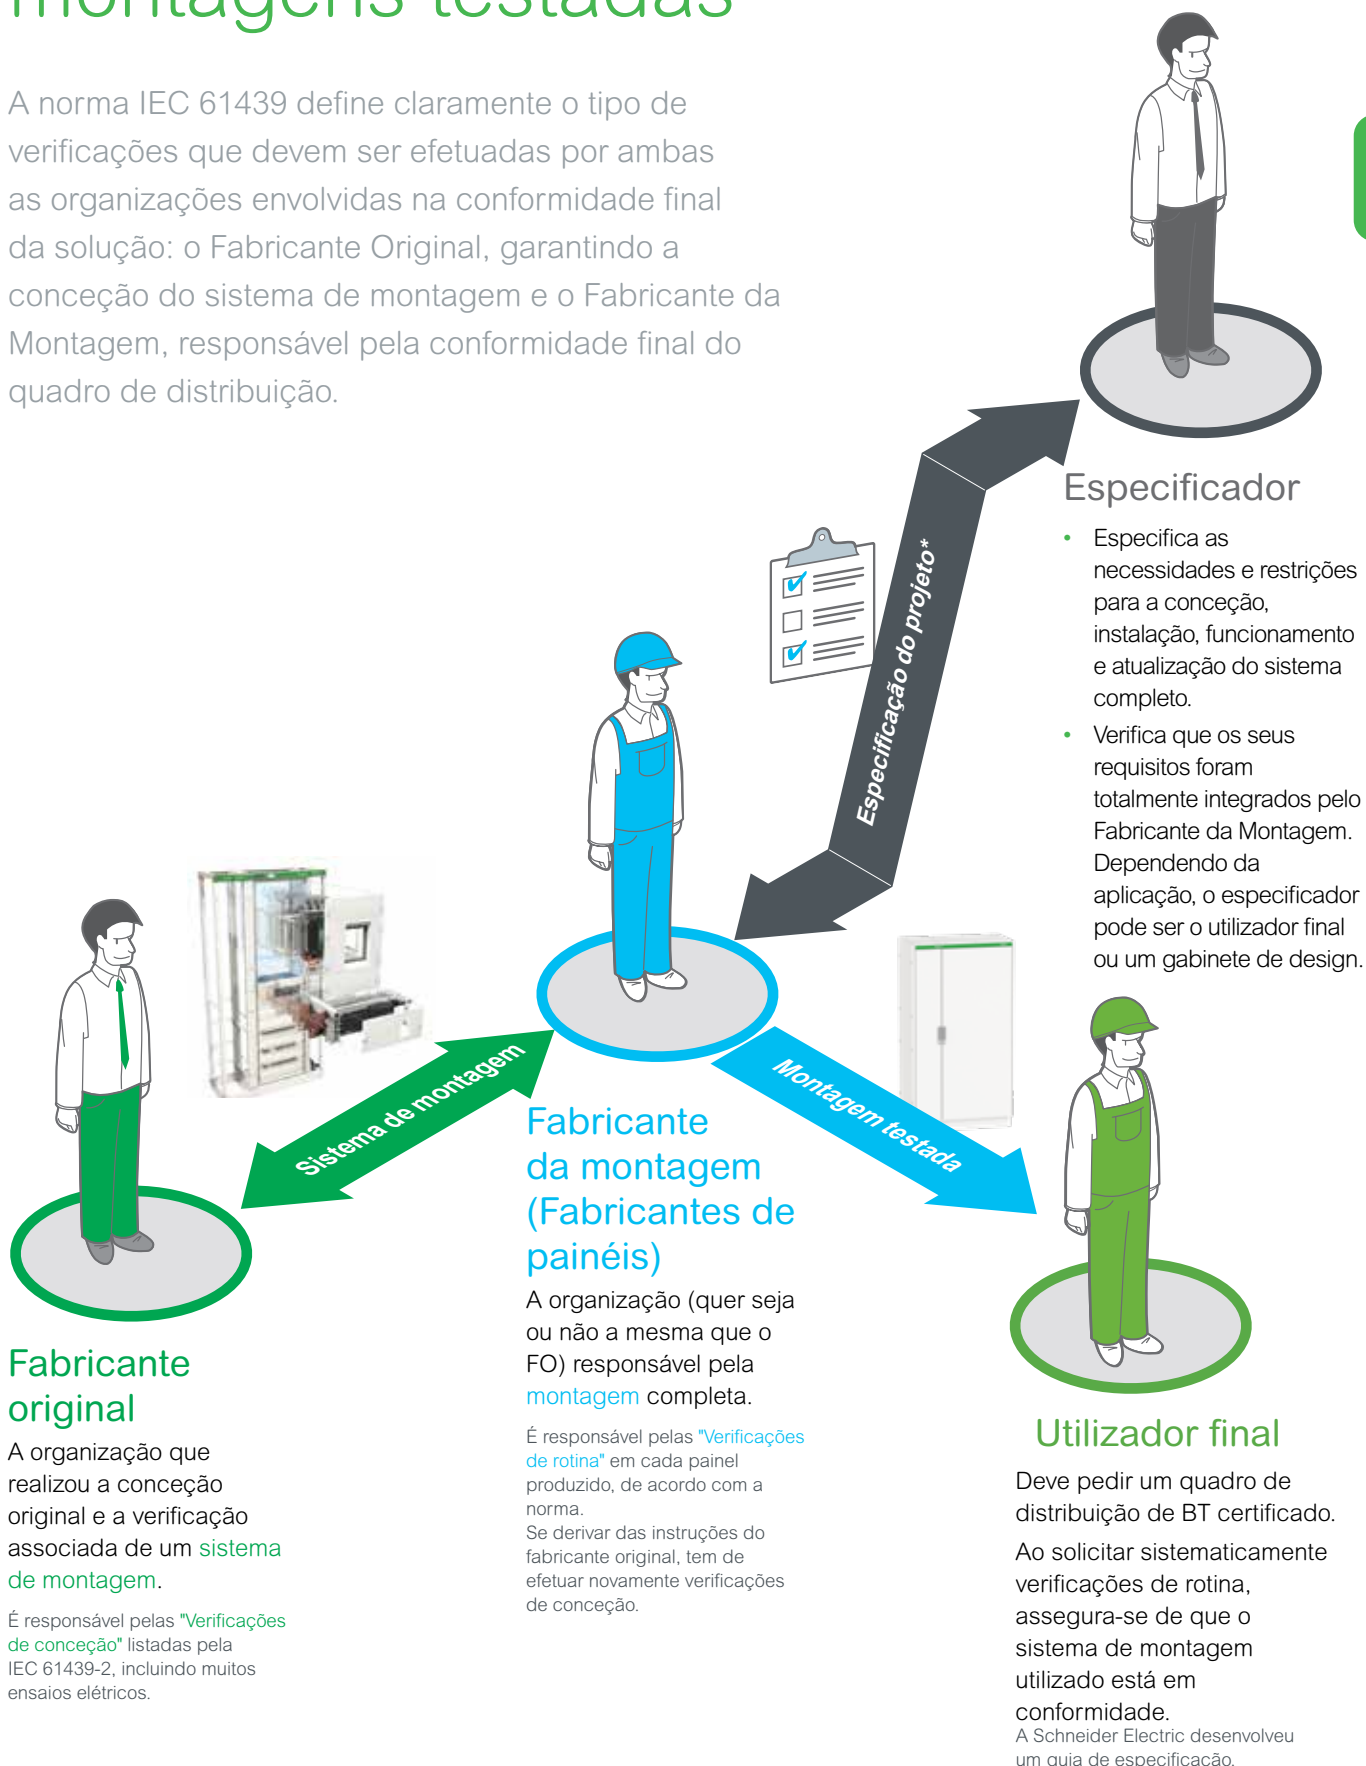 montagens testadas
A norma IEC 61439 define claramente o tipo de
verificações que devem ser efetuadas por ambas
as organizações envolvidas na conformidade final
da solução: o Fabricante Original, garantindo a
conceção do sistema de montagem e o Fabricante da
Montagem, responsável pela conformidade final do
quadro de distribuição.
Especificação do projeto*
Especificador
• Especifica as
necessidades e restrições
para a conceção,
instalação, funcionamento
e atualização do sistema
completo.
• Verifica que os seus
requisitos foram
totalmente integrados pelo
Fabricante da Montagem.
Dependendo da
aplicação, o especificador
pode ser o utilizador final
ou um gabinete de design.
Sistema de montagem
Montagem testada
Fabricante
da montagem
(Fabricantes de
painéis)
A organização (quer seja
ou não a mesma que o
FO) responsável pela
montagem completa.
É responsável pelas "Verificações
de rotina" em cada painel
produzido, de acordo com a
norma.
Se derivar das instruções do
fabricante original, tem de
efetuar novamente verificações
de conceção.
Fabricante
original
A organização que
realizou a conceção
original e a verificação
associada de um sistema
de montagem.
É responsável pelas "Verificações
de conceção" listadas pela
IEC 61439-2, incluindo muitos
ensaios elétricos.
Utilizador final
Deve pedir um quadro de
distribuição de BT certificado.
Ao solicitar sistematicamente
verificações de rotina,
assegura-se de que o
sistema de montagem
utilizado está em
conformidade.
A Schneider Electric desenvolveu
um guia de especificação.